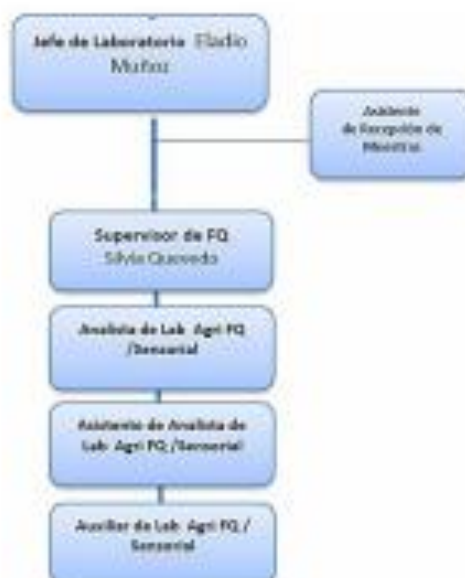 Jefe de Laboratorio Eladio
Muñoz
Asistente
de Recepción de
Muestras
Supervisor de FQ
Silvia Quevedo
Analista de Lab Agri FQ
/Sensorial
Asistente de Analista de
Lab Agri FQ /Sensorial
Auxiliar de Lab Agri FQ /
Sensorial